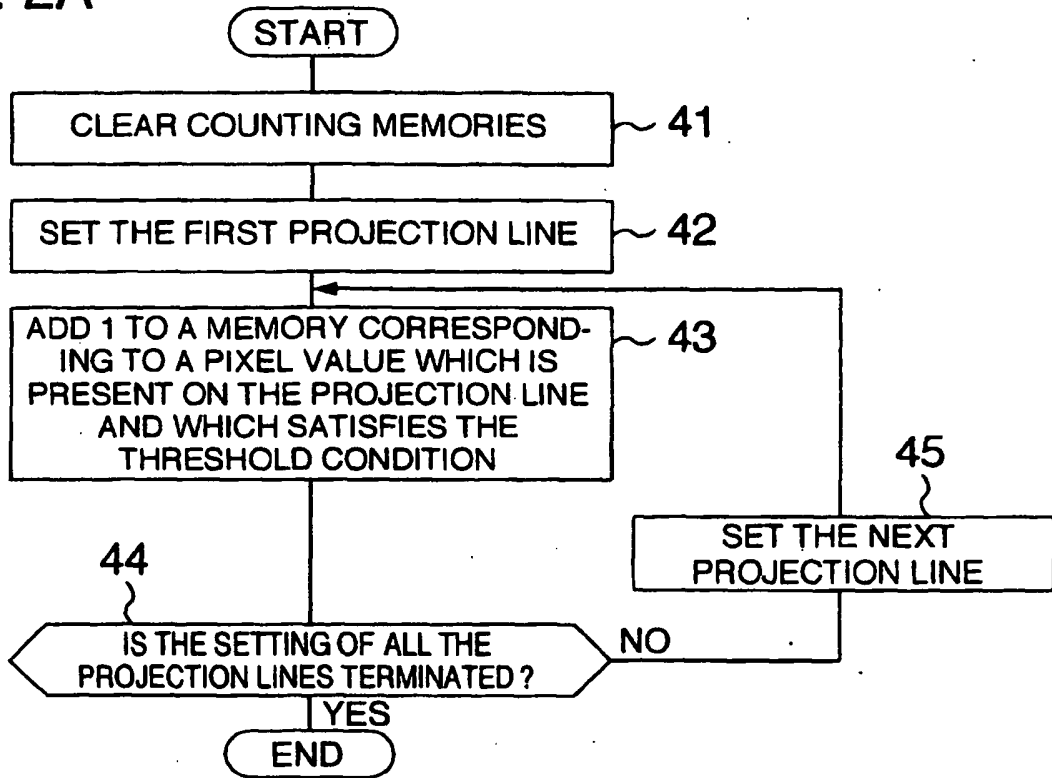 2A
START
CLEAR COUNTING MEMORIES
41
SET THE FIRST PROJECTION LINE
42
ADD 1 TO A MEMORY CORRESPOND-
ING TO A PIXEL VALUE WHICH IS
PRESENT ON THE PROJECTION LINE
AND WHICH SATISFIES THE
THRESHOLD CONDITION
43
45
SET THE NEXT
PROJECTION LINE
44
IS THE SETTING OF ALL THE
PROJECTION LINES TERMINATED ?
NO
YES
END